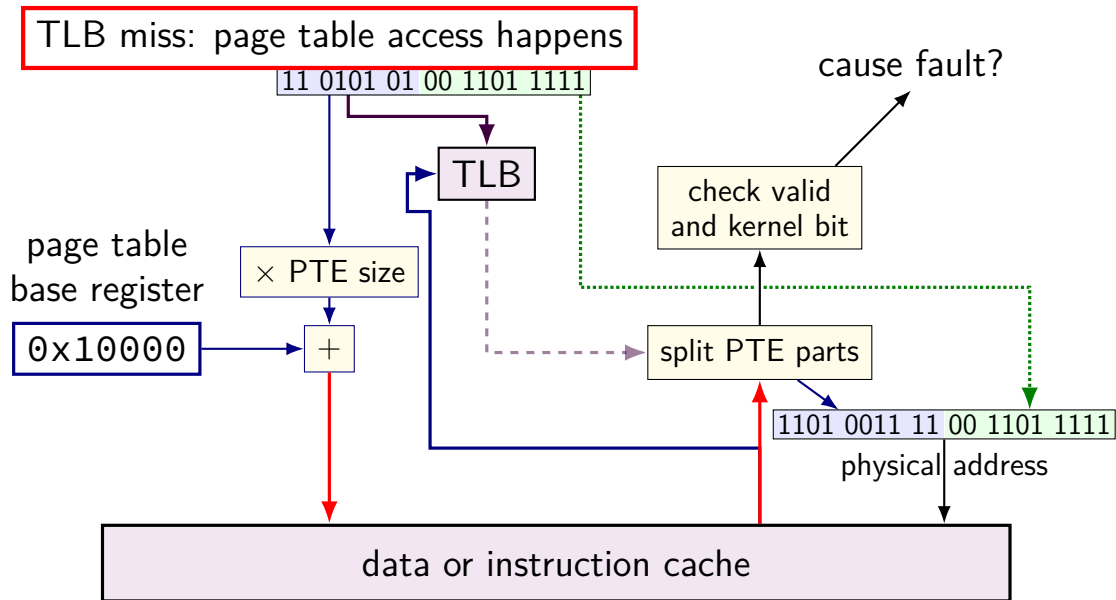 TLB miss: page table access happens
11 0101 01 00 1101 1111
cause fault?
TLB
check valid
and kernel bit
page table
base register
× PTE size
0x10000
+
split PTE parts
1101 0011 11 00 1101 1111
physical address
data or instruction cache